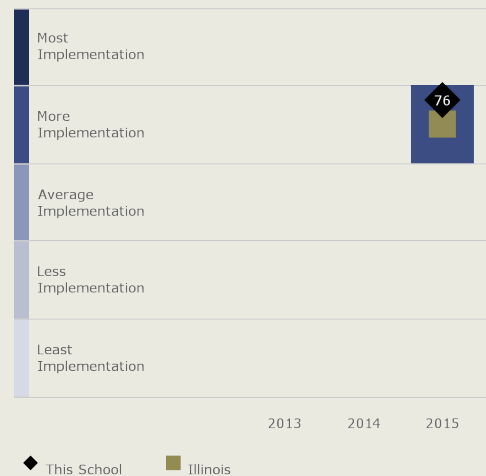 Most
Implementation
More
Implementation
76
Average
Implementation
Less
Implementation
Least
Implementation
2013 2014 2015
This School Illinois